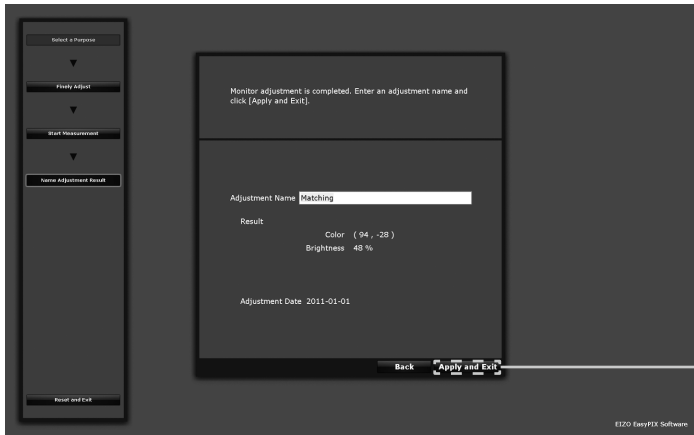 Select a Purpose
Finely Adjust
Start Measurement
Name Adjustment Result
Reset and Exit
Monitor adjustment is completed. Enter an adjustment name and
click [Apply and Exit].
Adjustment Name Matching
Result
Color ( 94 , -28 )
Brightness 48 %
Adjustment Date 2011-01-01
Back Apply and Exit
EIZO EasyPIX Software